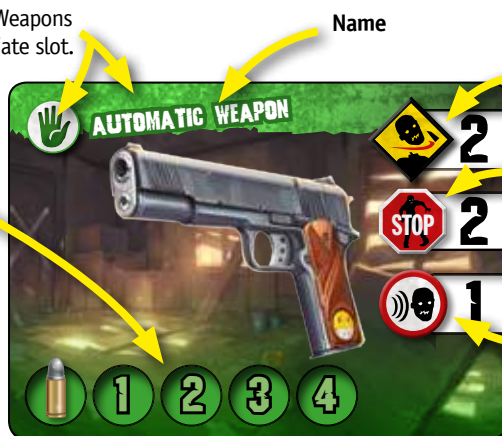 Weapons
ate slot.
Name
AUTOMATIC WEAPON
2
STOP 2
1
1 2 3 4